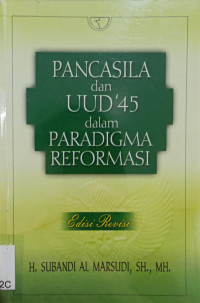 PANCASILA
dan
UUD '45
dalam
PARADIGMA
REFORMASI
Edisi Revisi
H. SUBANDI AL MARSUDI, SH., MH.
2C